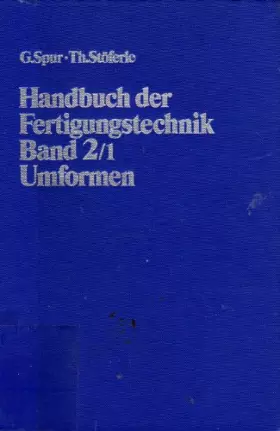 G.Spur·Th.Stöferle
Handbuch der
Fertigungstechnik
Band 2/1
Umformen